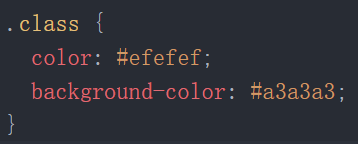 .class {
  color: #efefef;
  background-color: #a3a3a3;
}